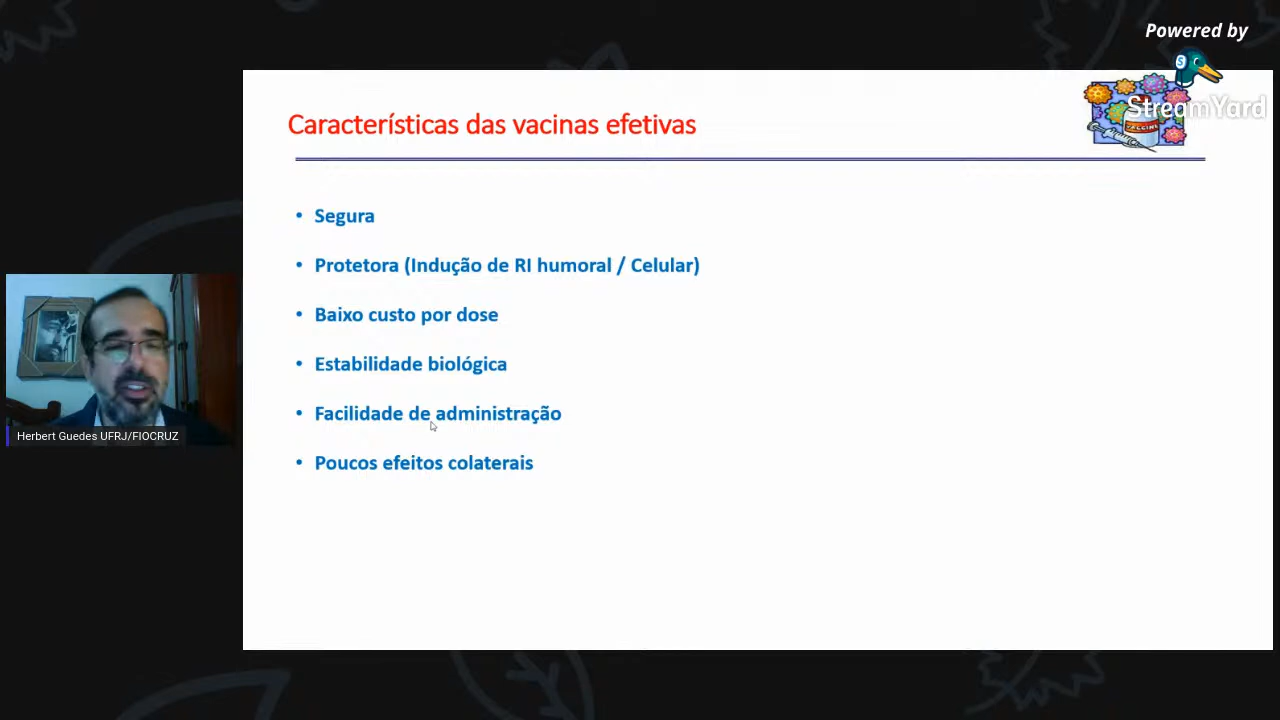 Powered by
StreamYard
VACCINE
Características das vacinas efetivas
• Segura
• Protetora (Indução de RI humoral / Celular)
• Baixo custo por dose
• Estabilidade biológica
• Facilidade de administração
• Poucos efeitos colaterais
Herbert Guedes UFRJ/FIOCRUZ